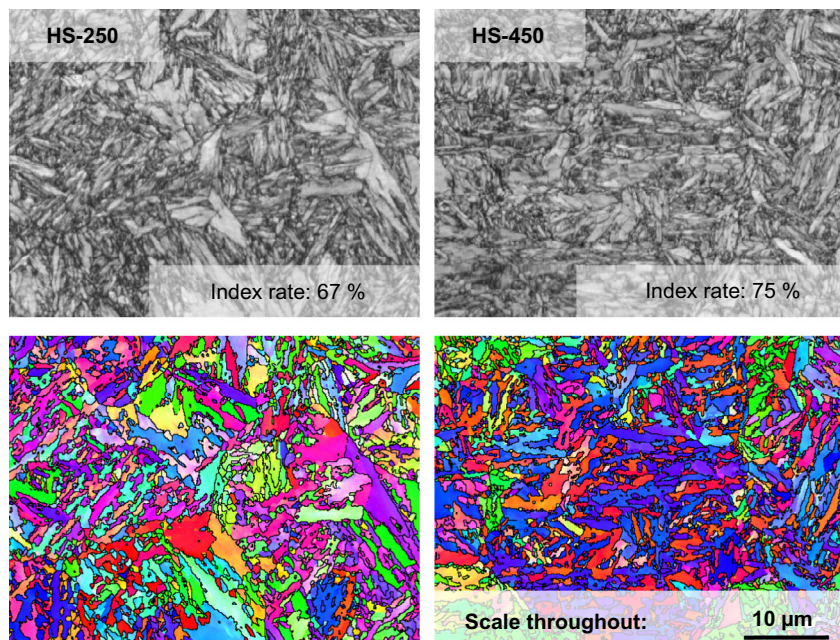 HS-250
HS-450
Index rate: 67 %
Index rate: 75 %
Scale throughout:
10 µm